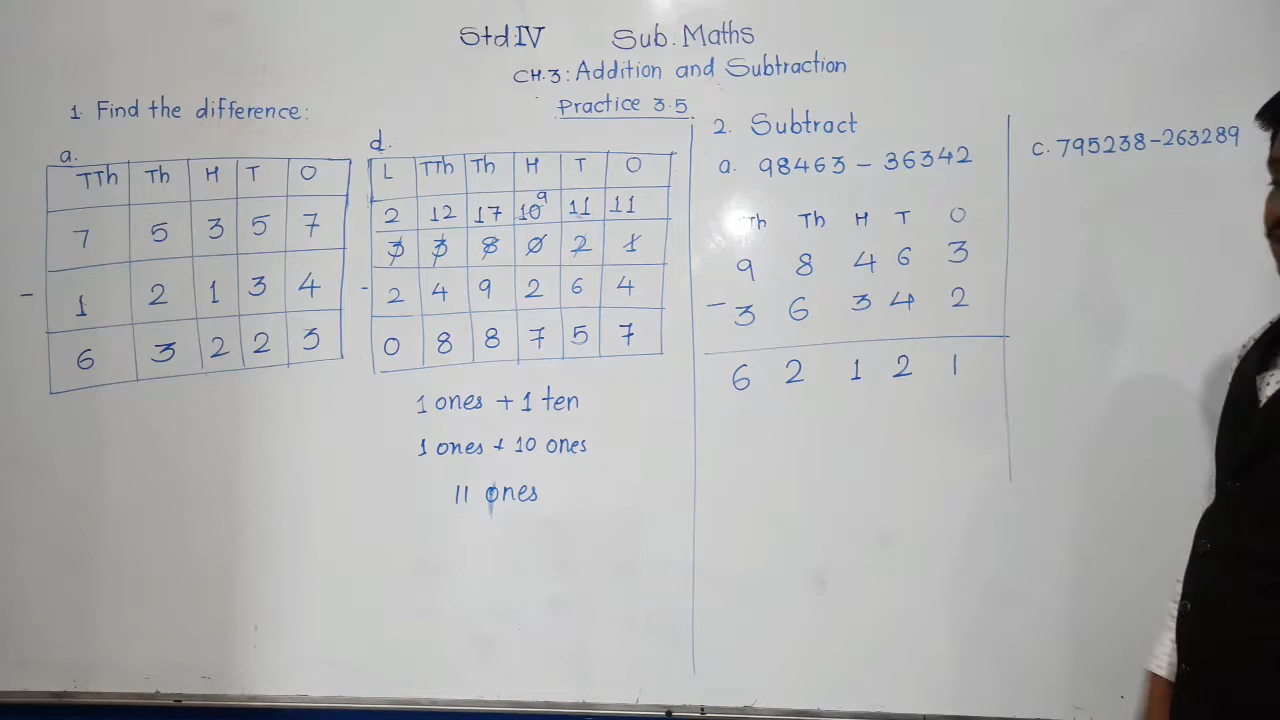 Std:IV Sub. Maths
CH.3: Addition and Subtraction
Practice 3.5
1. Find the difference:
a.
TTh Th H T O
7 5 3 5 7
- 1 2 1 3 4
6 3 2 2 3
d.
L TTh Th H T O
2 12 17 10 9 11 11
3 3 8 0 2 1
- 2 4 9 2 6 4
0 8 8 7 5 7
1 ones + 1 ten
1 ones + 10 ones
11 ones
2. Subtract
a. 98463 - 36342
Th Th H T O
9 8 4 6 3
- 3 6 3 4 2
6 2 1 2 1
c. 795238-263289